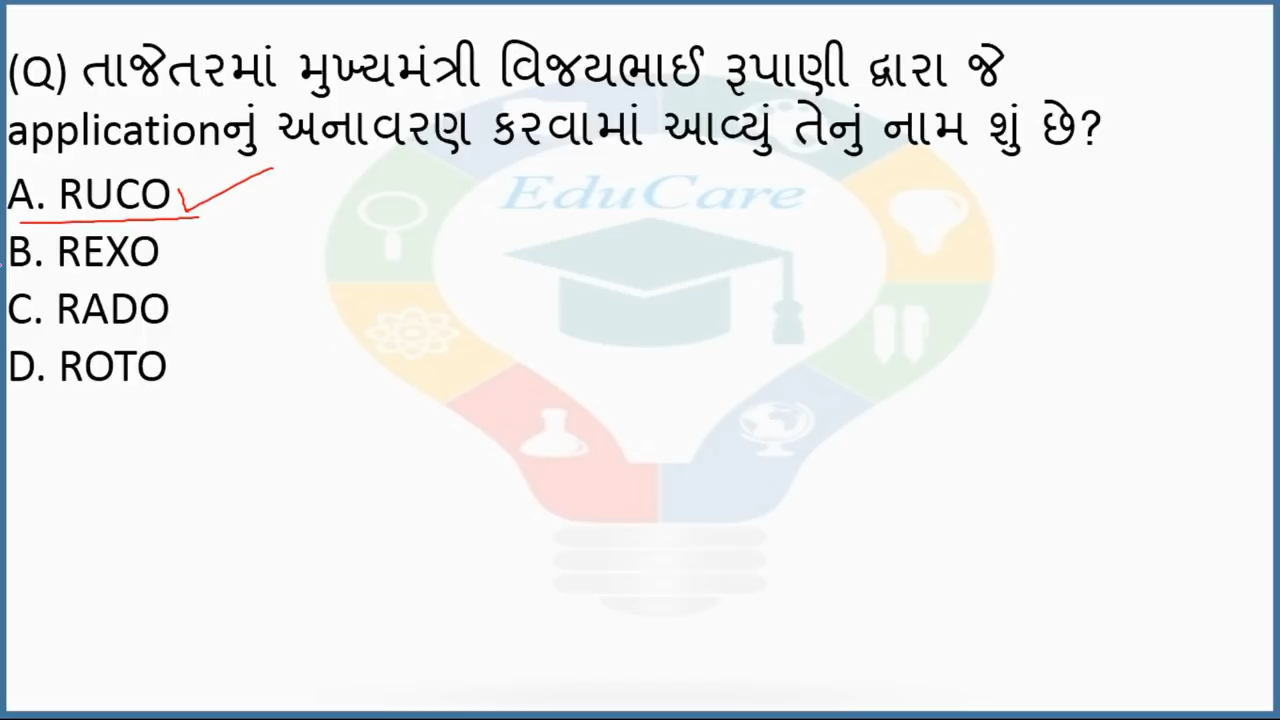 (Q) તાજેતરમાં મુખ્યમંત્રી વિજયભાઈ રૂપાણી દ્વારા જે
applicationનું અનાવરણ કરવામાં આવ્યું તેનું નામ શું છે?
A. RUCO
EduCare
B. REXO
C. RADO
D. ROTO